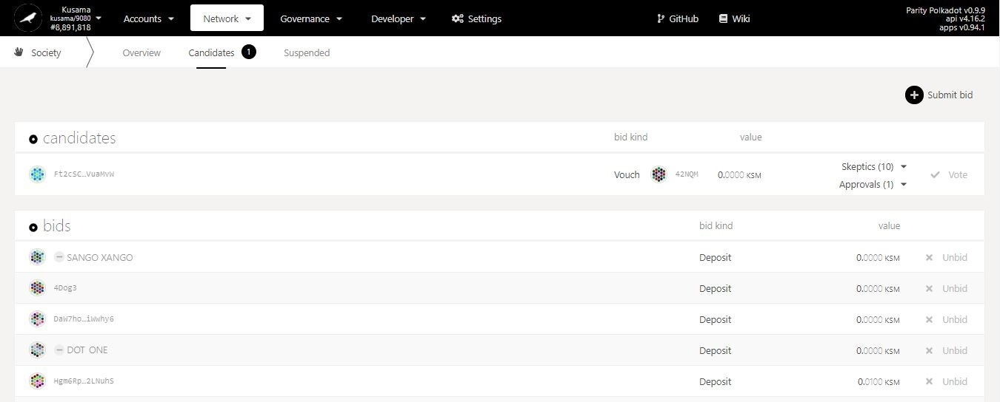 Kusama
kusama/9080
#8,891,818
Accounts
Network
Governance
Developer
Settings
GitHub
Wiki
Parity Polkadot v0.9.9
api v4.16.2
apps v0.94.1
Society
Overview
Candidates 1
Suspended
Submit bid
candidates bid kind value
Ft2cSC…VuaMvW Vouch 42NQM 0.0000 KSM
Skeptics (10)
Approvals (1)
Vote
bids bid kind value
SANGO XANGO Deposit 0.0000 KSM Unbid
4Dog3 Deposit 0.0000 KSM Unbid
DaW7ho…iWwhy6 Deposit 0.0000 KSM Unbid
DOT ONE Deposit 0.0000 KSM Unbid
Hgm6Rp…2LNuhS Deposit 0.0100 KSM Unbid